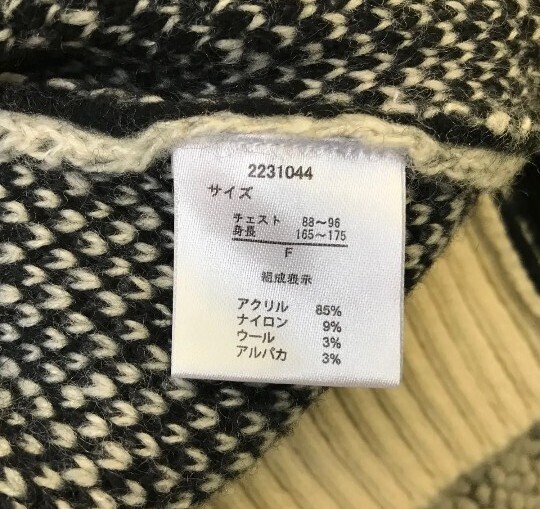 2231044
サイズ
チェスト 88～96
身長 165～175
F
組成表示
アクリル 85%
ナイロン 9%
ウール 3%
アルパカ 3%